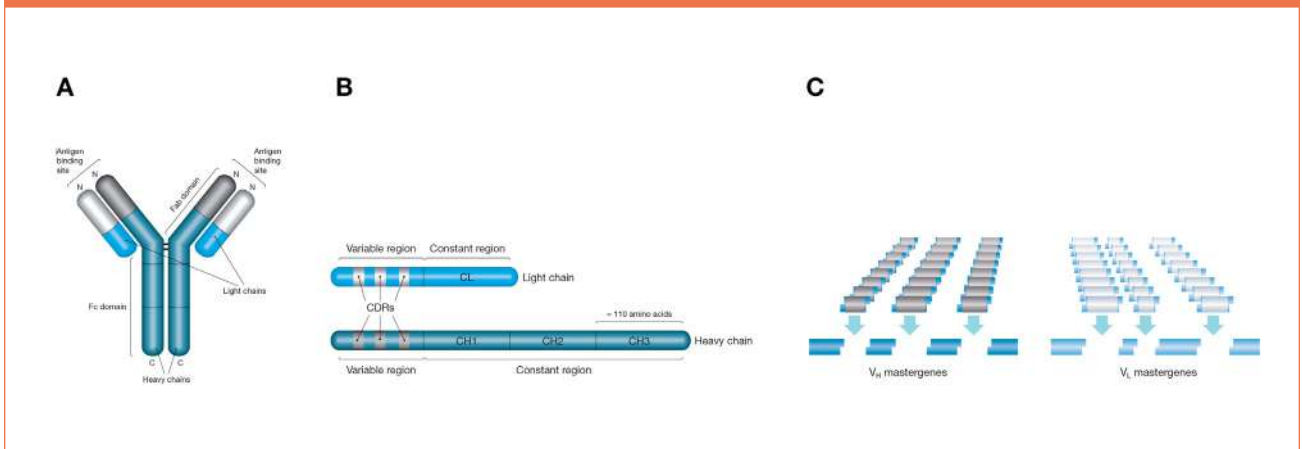 A
B
C
Antigen
binding
site
Antigen
binding
site
N
N
N
N
Fab domain
Light chains
Fc domain
C
C
Heavy chains
Variable region
Constant region
CL
Light chain
CDRs
≈ 110 amino acids
CH1
CH2
CH3
Heavy chain
Variable region
Constant region
VH mastergenes
VL mastergenes